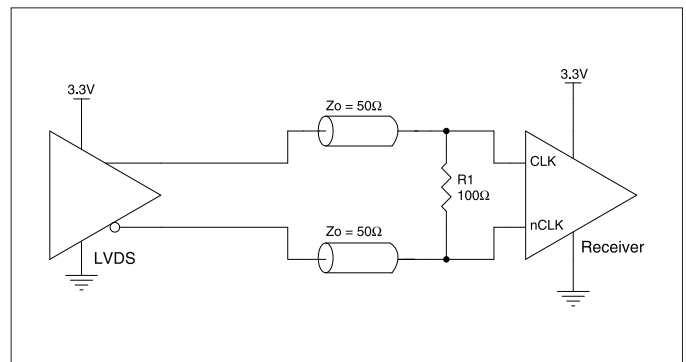 3.3V
3.3V
Zo = 50Ω
CLK
R1
100Ω
Zo = 50Ω
nCLK
LVDS
Receiver